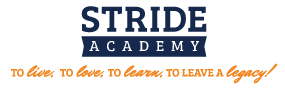 STRIDE
ACADEMY
TO live, TO love, TO learn, TO LEAVE A legacy!